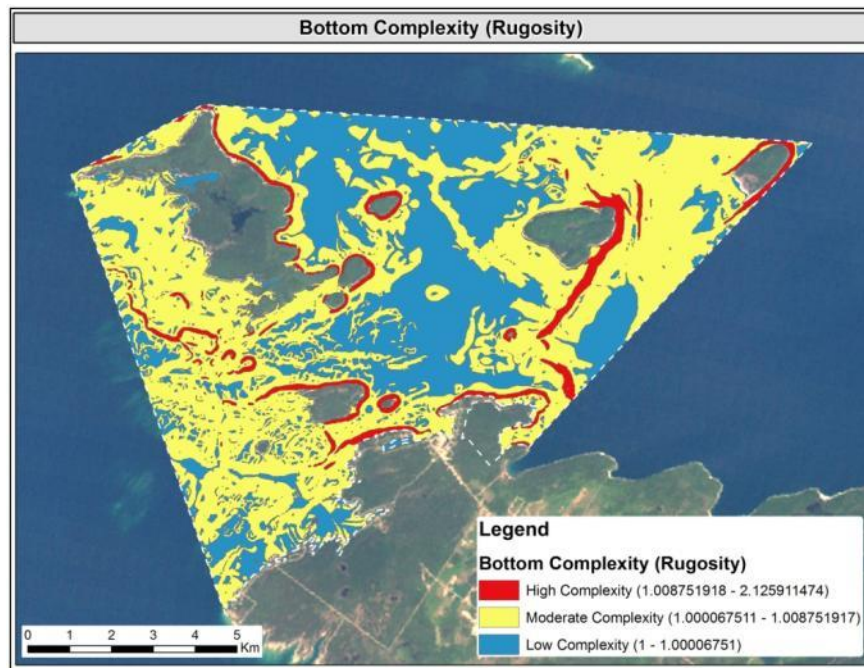 Bottom Complexity (Rugosity)
Legend
Bottom Complexity (Rugosity)
High Complexity (1.008751918 - 2.125911474)
Moderate Complexity (1.000067511 - 1.008751917)
Low Complexity (1 - 1.00006751)
0 1 2 3 4 5
Km